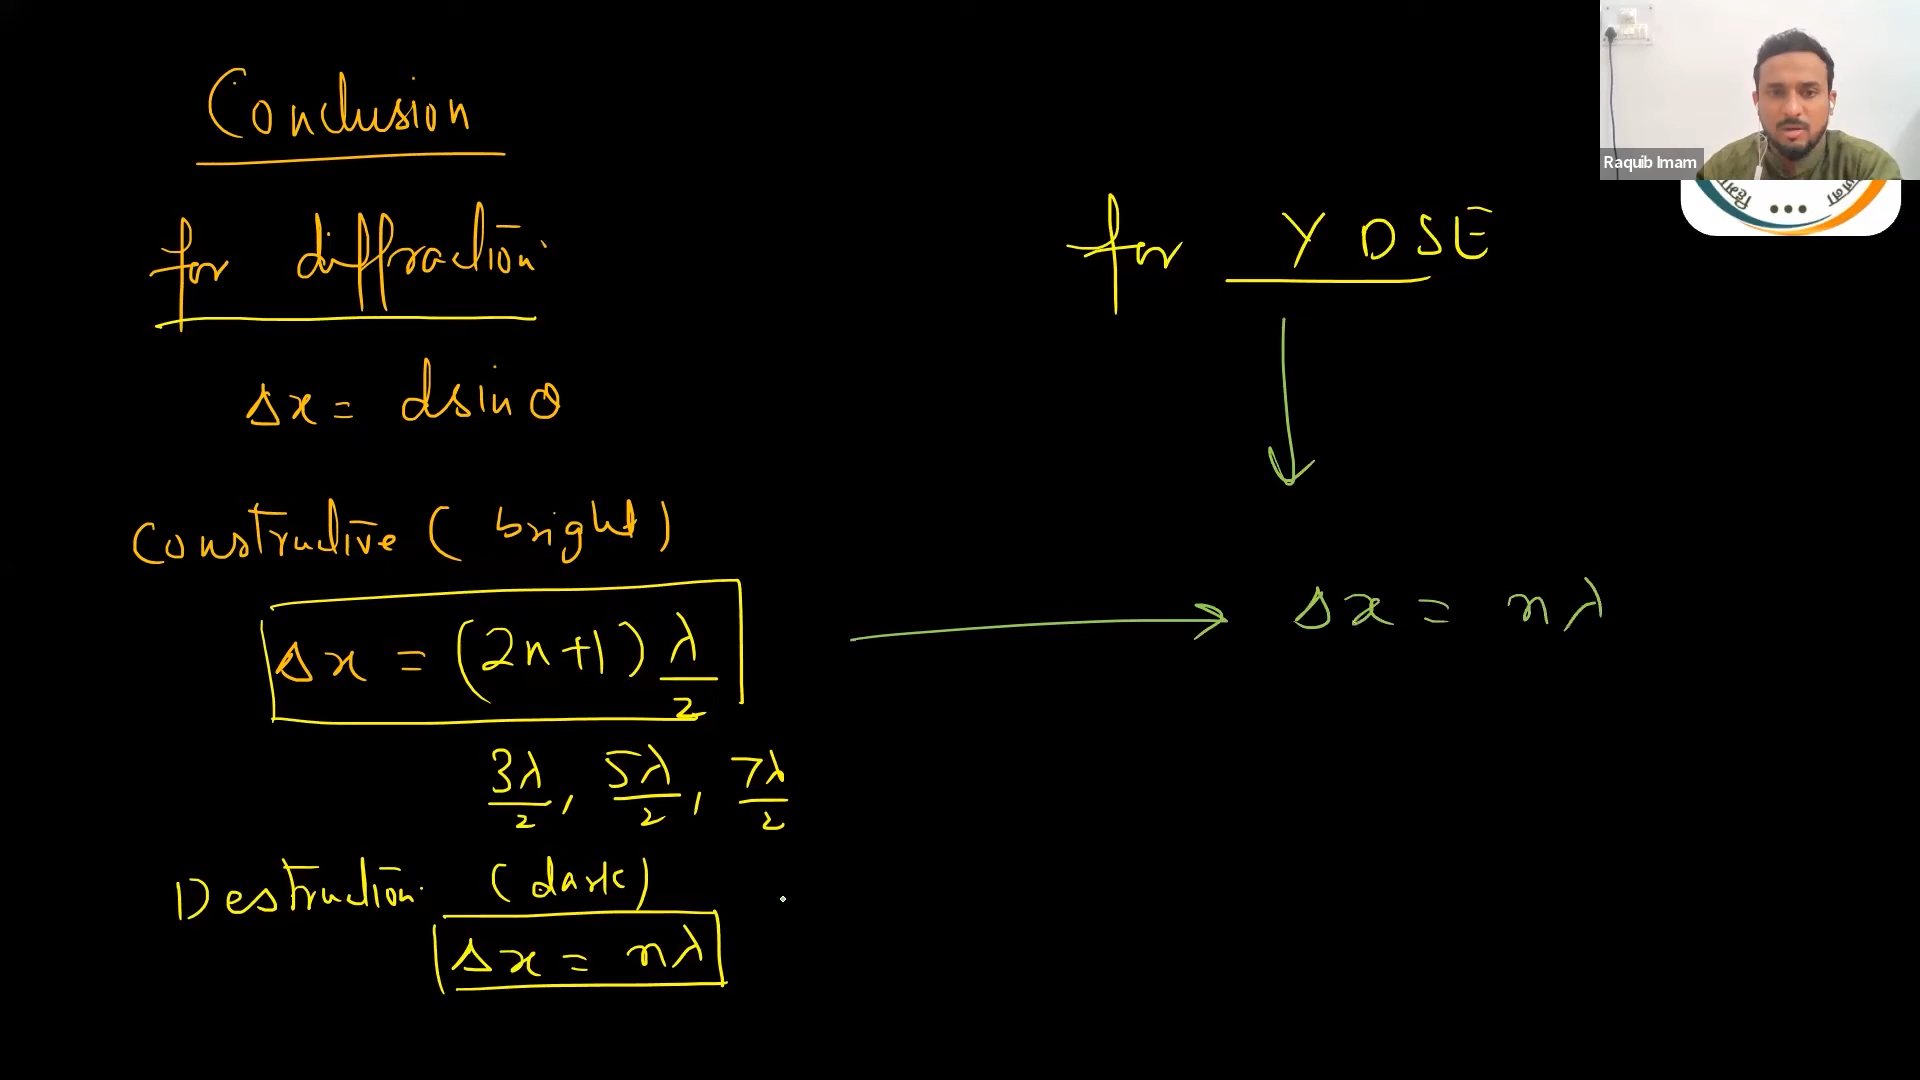 Conclusion
for diffraction
Δx = dsinθ
Constructive (bright)
Δx = (2n+1) λ/2
3λ/2, 5λ/2, 7λ/2
Destruction (dark)
Δx = nλ
for YDSE
Δx = nλ
Raquib Imam